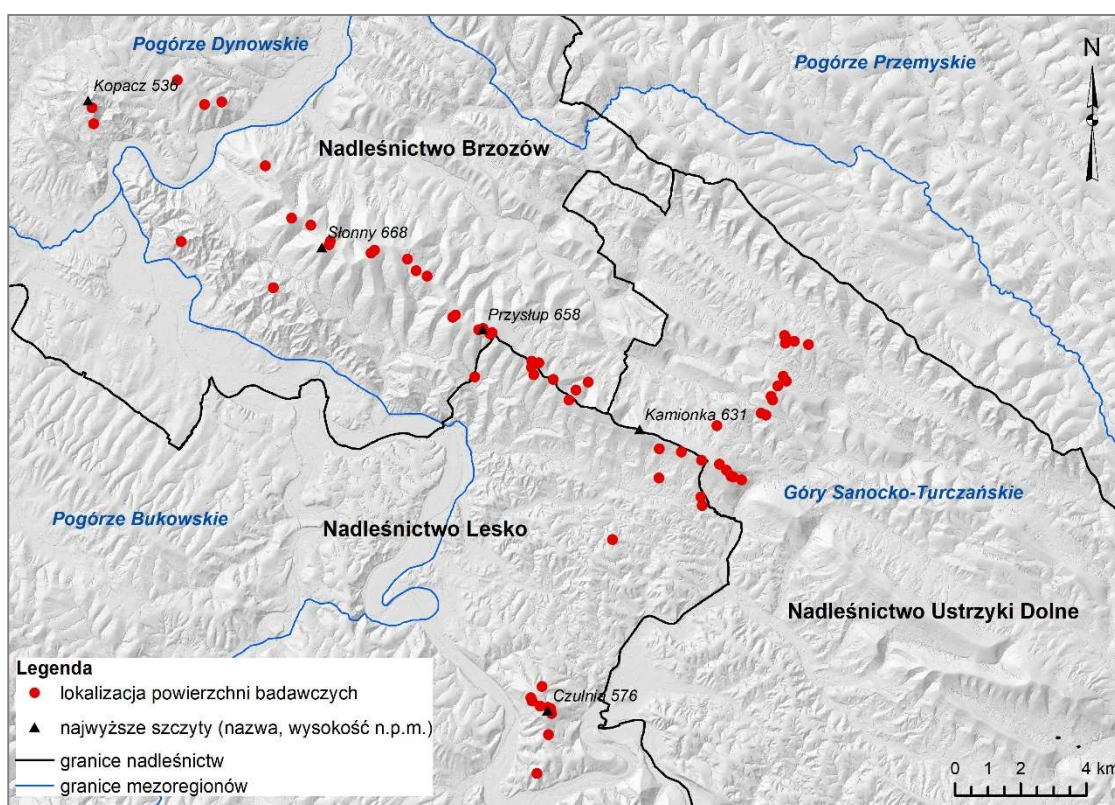 Pogórze Dynowskie
Pogórze Przemyskie
N
Kopacz 536
Nadleśnictwo Brzozów
Słonny 668
Przysłup 658
Kamionka 631
Góry Sanocko-Turczańskie
Pogórze Bukowskie
Nadleśnictwo Lesko
Nadleśnictwo Ustrzyki Dolne
Czulnia 576
Legenda
lokalizacja powierzchni badawczych
najwyższe szczyty (nazwa, wysokość n.p.m.)
granice nadleśnictw
granice mezoregionów
0 1 2 4 km